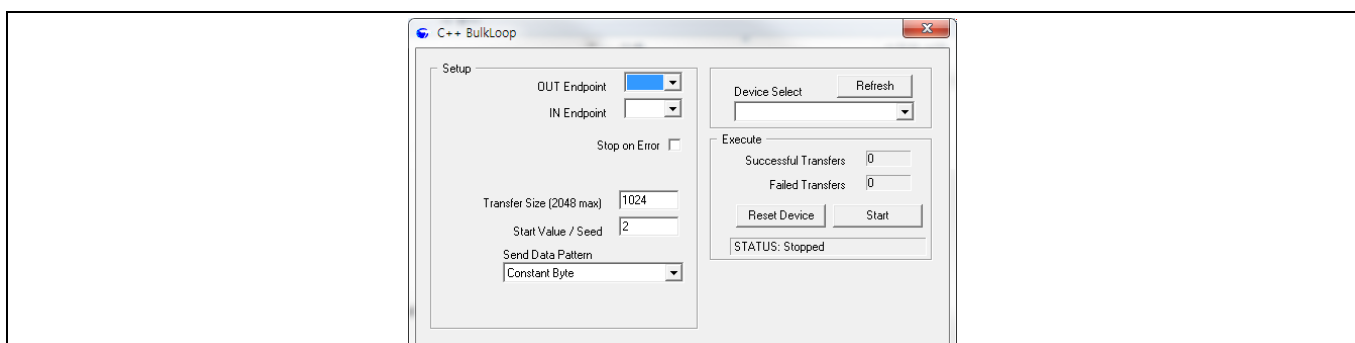 C++ BulkLoop
Setup
OUT Endpoint
IN Endpoint
Stop on Error
Transfer Size (2048 max) 1024
Start Value / Seed 2
Send Data Pattern
Constant Byte
Device Select Refresh
Execute
Successful Transfers 0
Failed Transfers 0
Reset Device Start
STATUS: Stopped